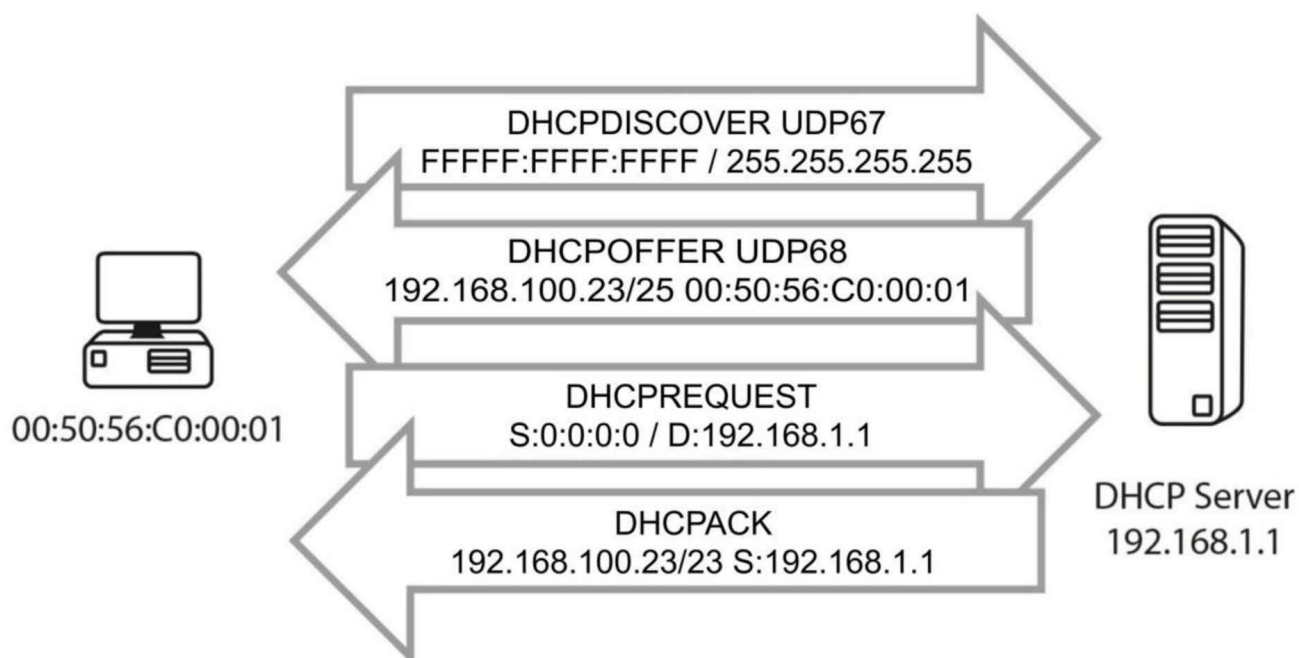 DHCPDISCOVER UDP67
FFFFF:FFFF:FFFF / 255.255.255.255
DHCPOFFER UDP68
192.168.100.23/25 00:50:56:C0:00:01
DHCPREQUEST
S:0:0:0:0 / D:192.168.1.1
00:50:56:C0:00:01
DHCPACK
192.168.100.23/23 S:192.168.1.1
DHCP Server
192.168.1.1